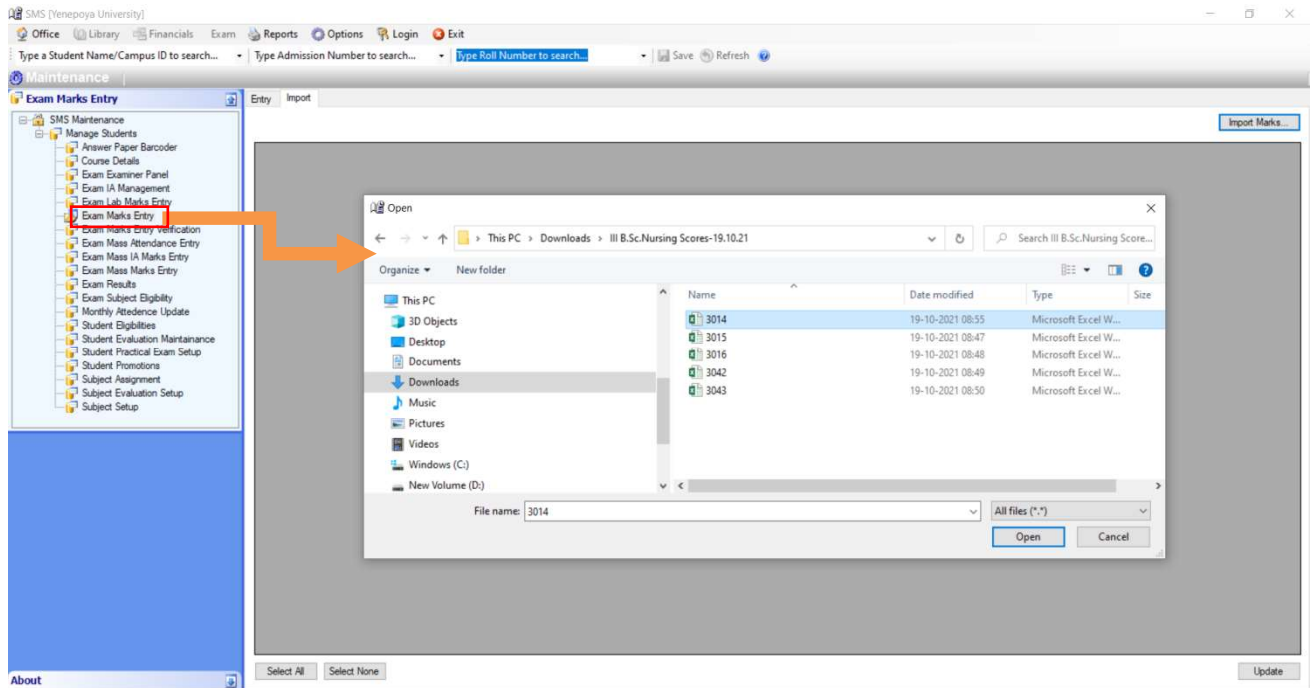 SMS [Yenepoya University]
Office Library Financials Exam Reports Options Login Exit
Type a Student Name/Campus ID to search... Type Admission Number to search... Type Roll Number to search... Save Refresh
Maintenance
Exam Marks Entry
SMS Maintenance
Manage Students
Answer Paper Barcoder
Course Details
Exam Examiner Panel
Exam IA Management
Exam Lab Marks Entry
Exam Marks Entry
Exam Marks Entry Verification
Exam Mass Attendance Entry
Exam Mass IA Marks Entry
Exam Mass Marks Entry
Exam Results
Exam Subject Eligibility
Monthly Attedence Update
Student Eligibilities
Student Evaluation Maintainance
Student Practical Exam Setup
Student Promotions
Subject Assignment
Subject Evaluation Setup
Subject Setup
About
Entry Import
Import Marks...
Open
This PC > Downloads > III B.Sc.Nursing Scores-19.10.21 Search III B.Sc.Nursing Score...
Organize New folder
This PC
3D Objects
Desktop
Documents
Downloads
Music
Pictures
Videos
Windows (C:)
New Volume (D:)
Name Date modified Type Size
3014 19-10-2021 08:55 Microsoft Excel W...
3015 19-10-2021 08:47 Microsoft Excel W...
3016 19-10-2021 08:48 Microsoft Excel W...
3042 19-10-2021 08:49 Microsoft Excel W...
3043 19-10-2021 08:50 Microsoft Excel W...
File name: 3014 All files (*.*)
Open Cancel
Select All Select None Update